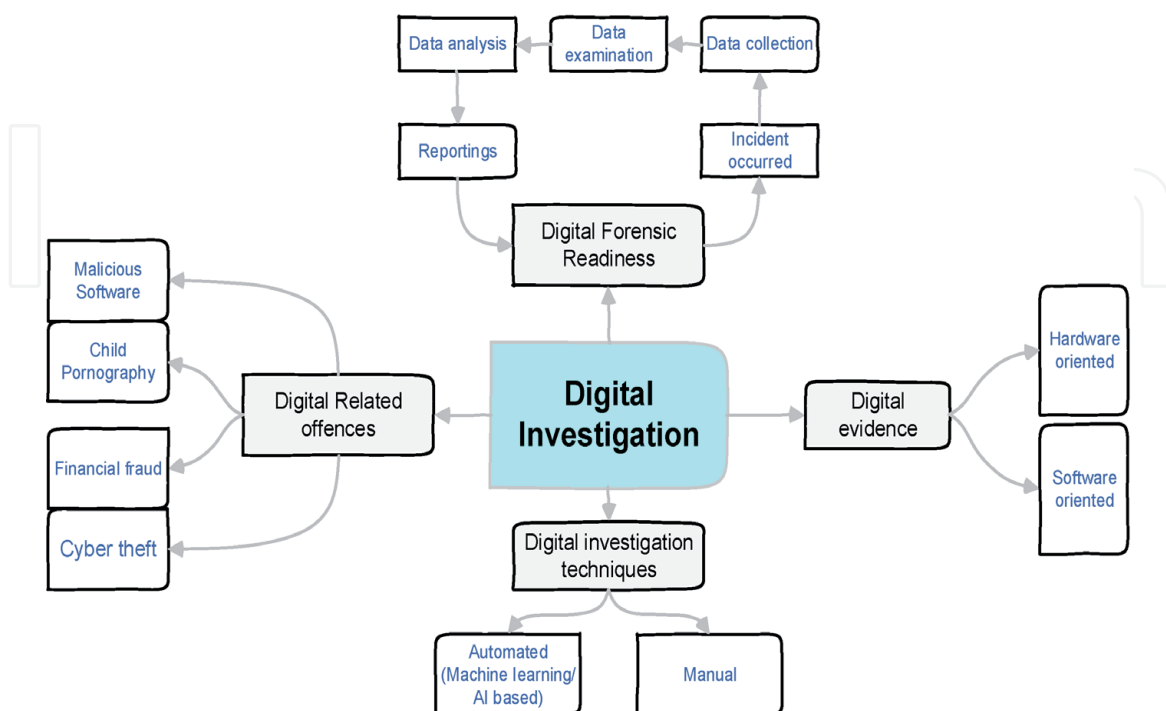 Data analysis
Data
examination
Data collection
Reportings
Incident
occurred
Digital Forensic
Readiness
Malicious
Software
Child
Pornography
Financial fraud
Cyber theft
Digital Related
offences
Digital
Investigation
Digital
evidence
Hardware
oriented
Software
oriented
Digital investigation
techniques
Automated
(Machine learning/
AI based)
Manual